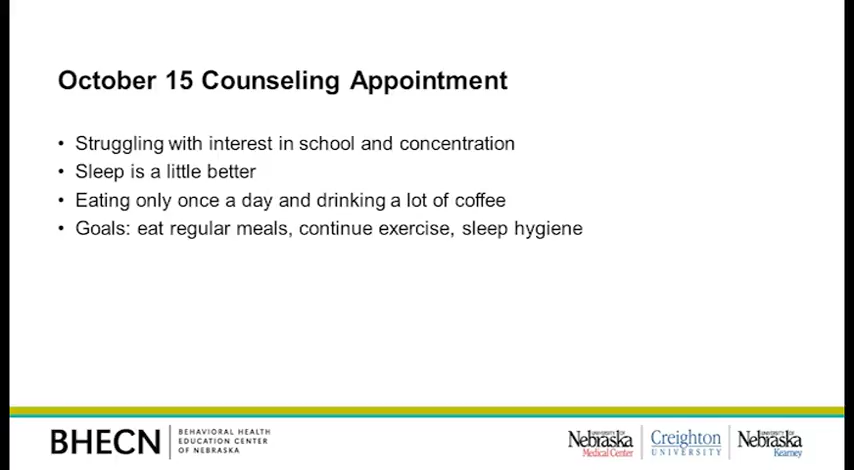 October 15 Counseling Appointment
• Struggling with interest in school and concentration
• Sleep is a little better
• Eating only once a day and drinking a lot of coffee
• Goals: eat regular meals, continue exercise, sleep hygiene
BHECN
BEHAVIORAL HEALTH
EDUCATION CENTER
OF NEBRASKA
UNIVERSITY OF
Nebraska
Medical Center
Creighton
UNIVERSITY
UNIVERSITY OF
Nebraska
Kearney